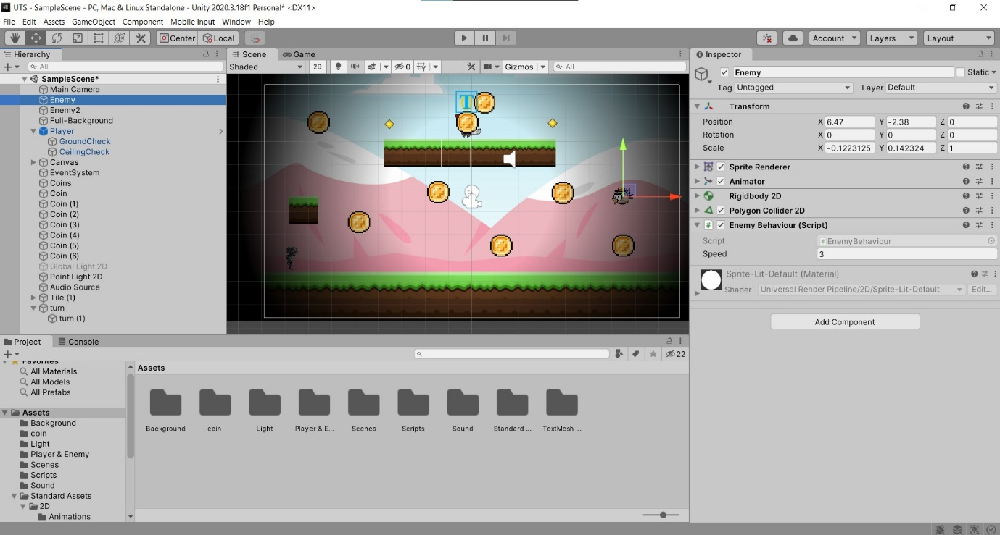 UTS - SampleScene - PC, Mac & Linux Standalone - Unity 2020.3.18f1 Personal* <DX11>
File Edit Assets GameObject Component Mobile Input Window Help
Center Local Account Layers Layout
Hierarchy
All
SampleScene*
Main Camera
Enemy
Enemy2
Full-Background
Player
GroundCheck
CeilingCheck
Canvas
EventSystem
Coins
Coin
Coin (1)
Coin (2)
Coin (3)
Coin (4)
Coin (5)
Coin (6)
Global Light 2D
Point Light 2D
Audio Source
Tile (1)
turn
turn (1)
Scene Game
Shaded 2D 0 Gizmos All
T
Inspector
Enemy Static
Tag Untagged Layer Default
Transform
Position X 6.47 Y -2.38 Z 0
Rotation X 0 Y 0 Z 0
Scale X -0.1223125 Y 0.142324 Z 1
Sprite Renderer
Animator
Rigidbody 2D
Polygon Collider 2D
# Enemy Behaviour (Script)
Script EnemyBehaviour
Speed 3
Sprite-Lit-Default (Material)
Shader Universal Render Pipeline/2D/Sprite-Lit-Default Edit...
Add Component
Project Console
22
Favorites
All Materials
All Models
All Prefabs
Assets
Background
coin
Light
Player & Enemy
Scenes
Scripts
Sound
Standard Assets
2D
Animations
Assets
Background coin Light Player & E... Scenes Scripts Sound Standard ... TextMesh ...